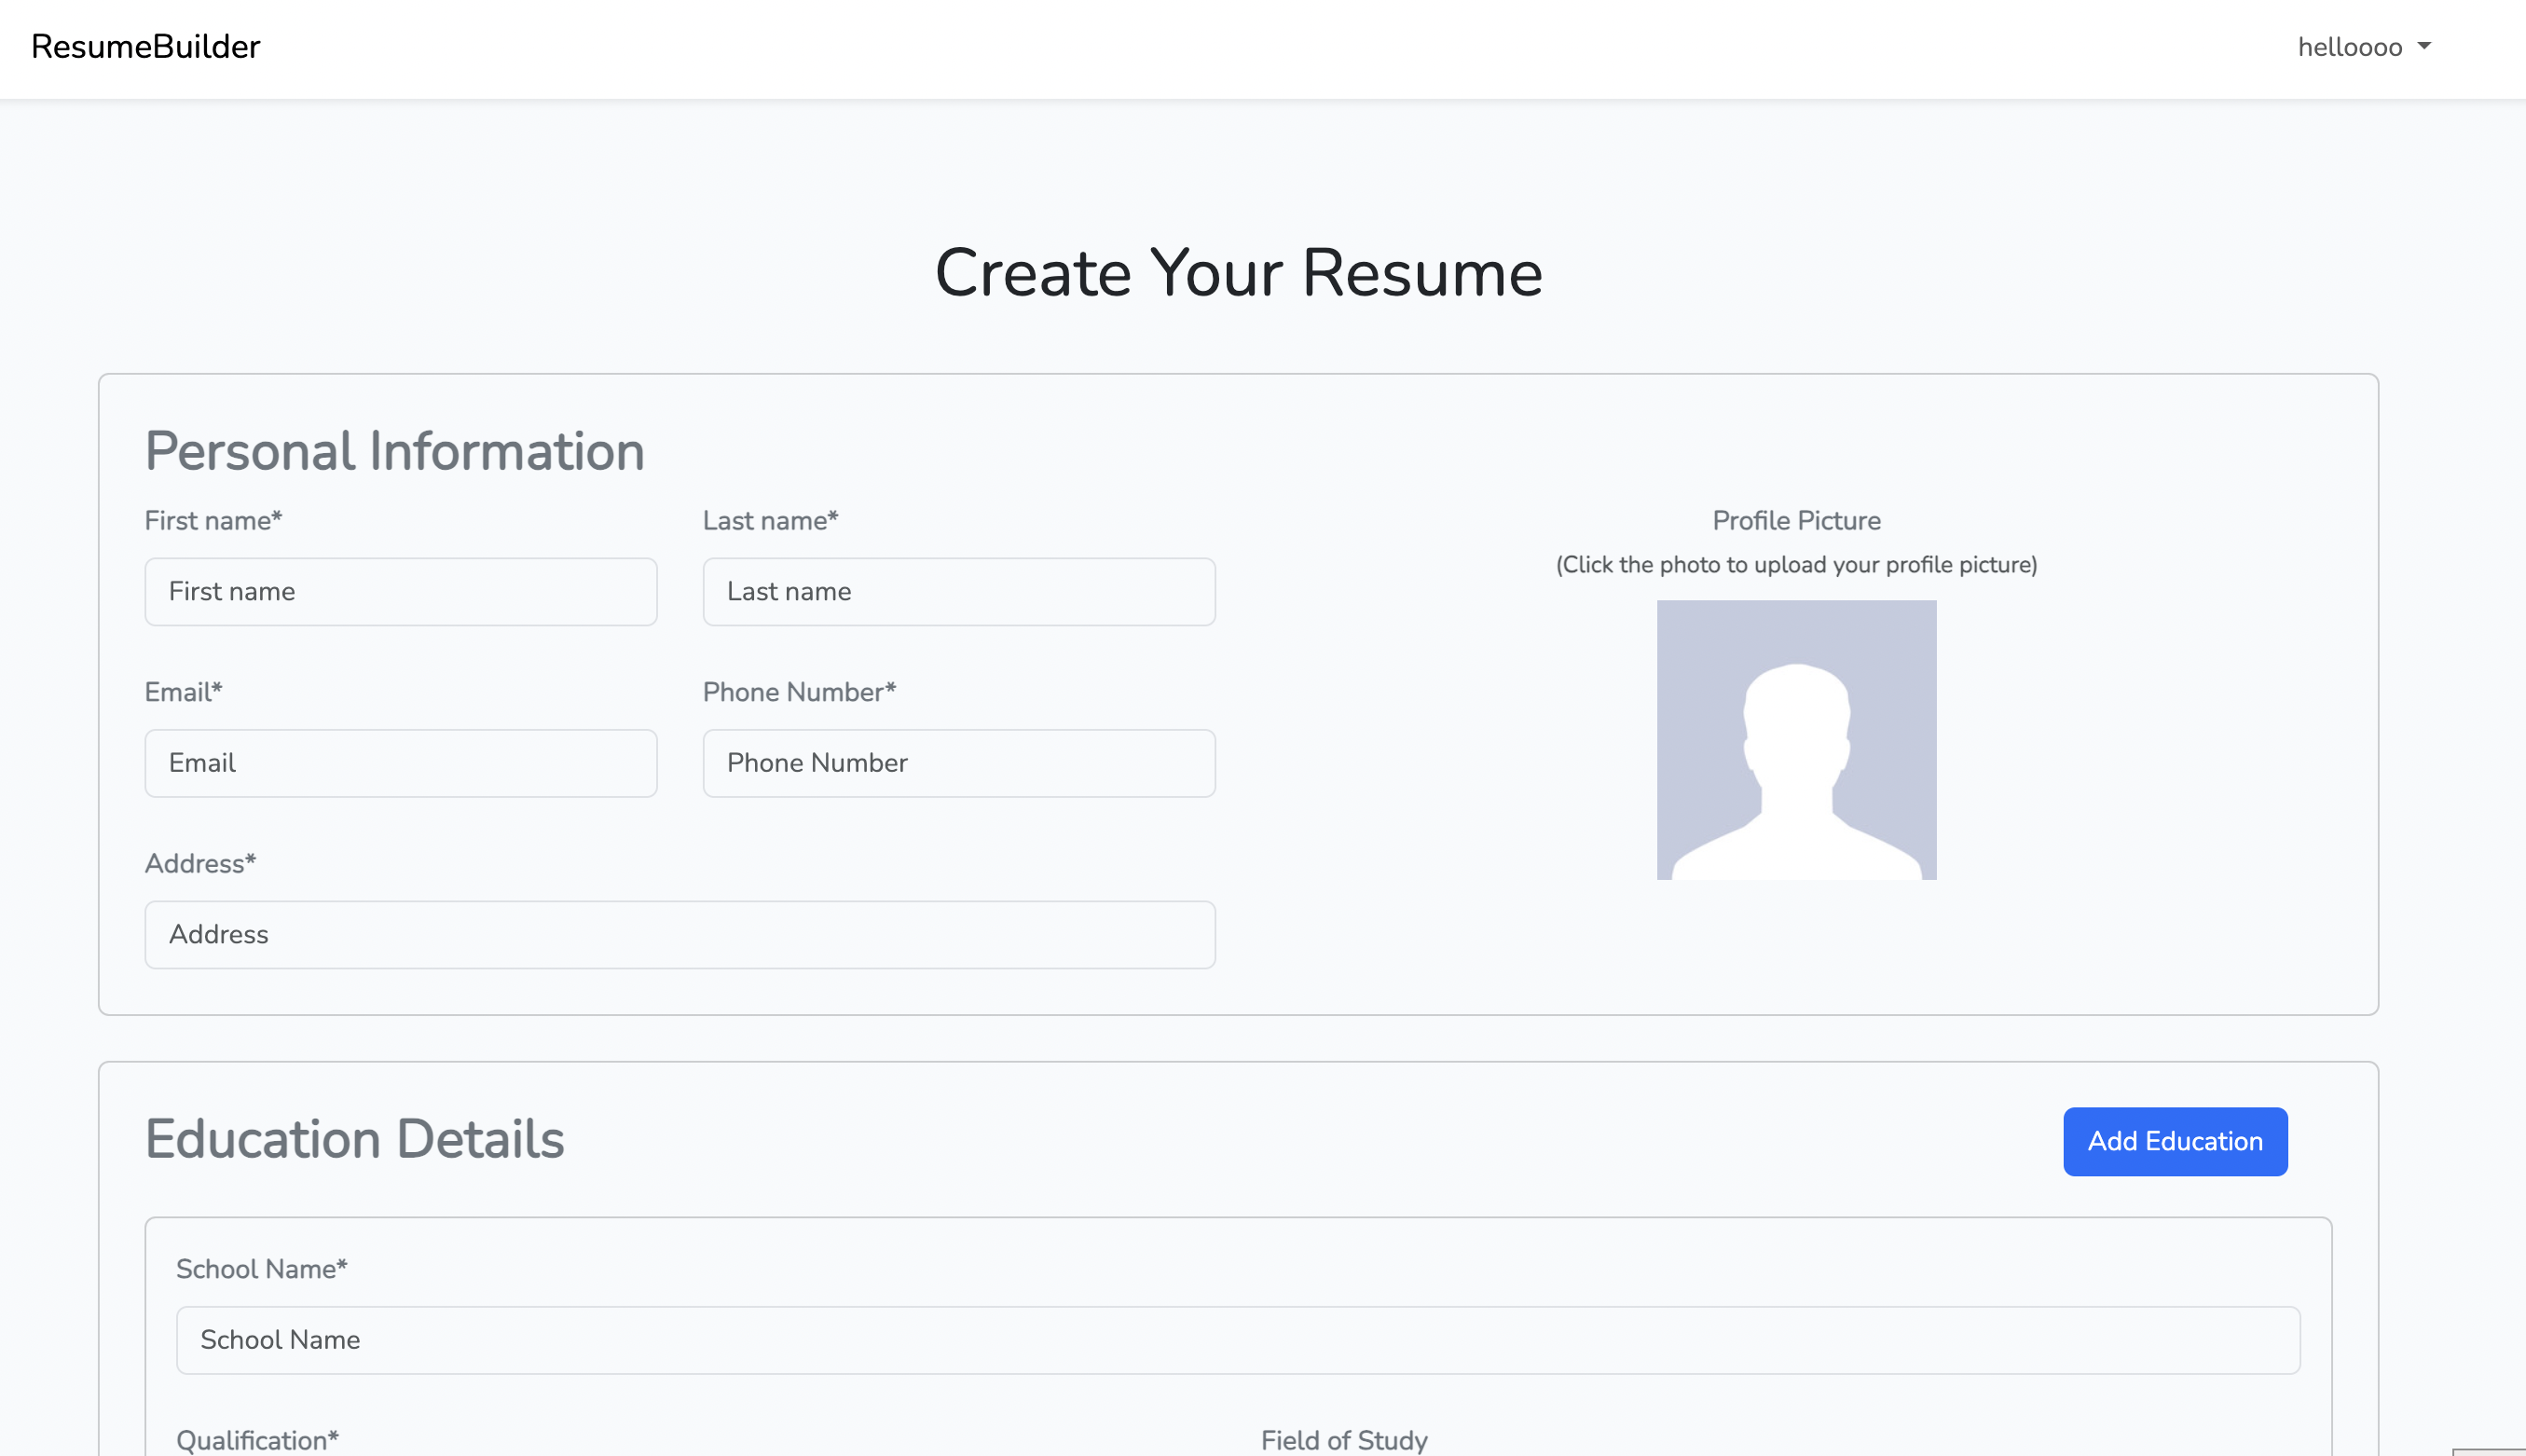 ResumeBuilder
helloooo
Create Your Resume
Personal Information
First name*
Last name*
Profile Picture
(Click the photo to upload your profile picture)
First name
Last name
Email*
Phone Number*
Email
Phone Number
Address*
Address
Education Details
Add Education
School Name*
School Name
Qualification*
Field of Study